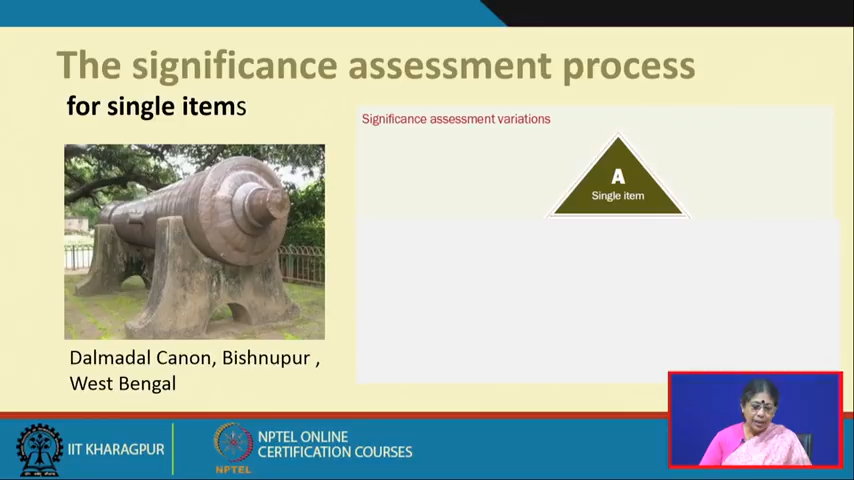 The significance assessment process
for single items
Significance assessment variations
A
Single item
Dalmadal Canon, Bishnupur ,
West Bengal
IIT KHARAGPUR
NPTEL
NPTEL ONLINE
CERTIFICATION COURSES